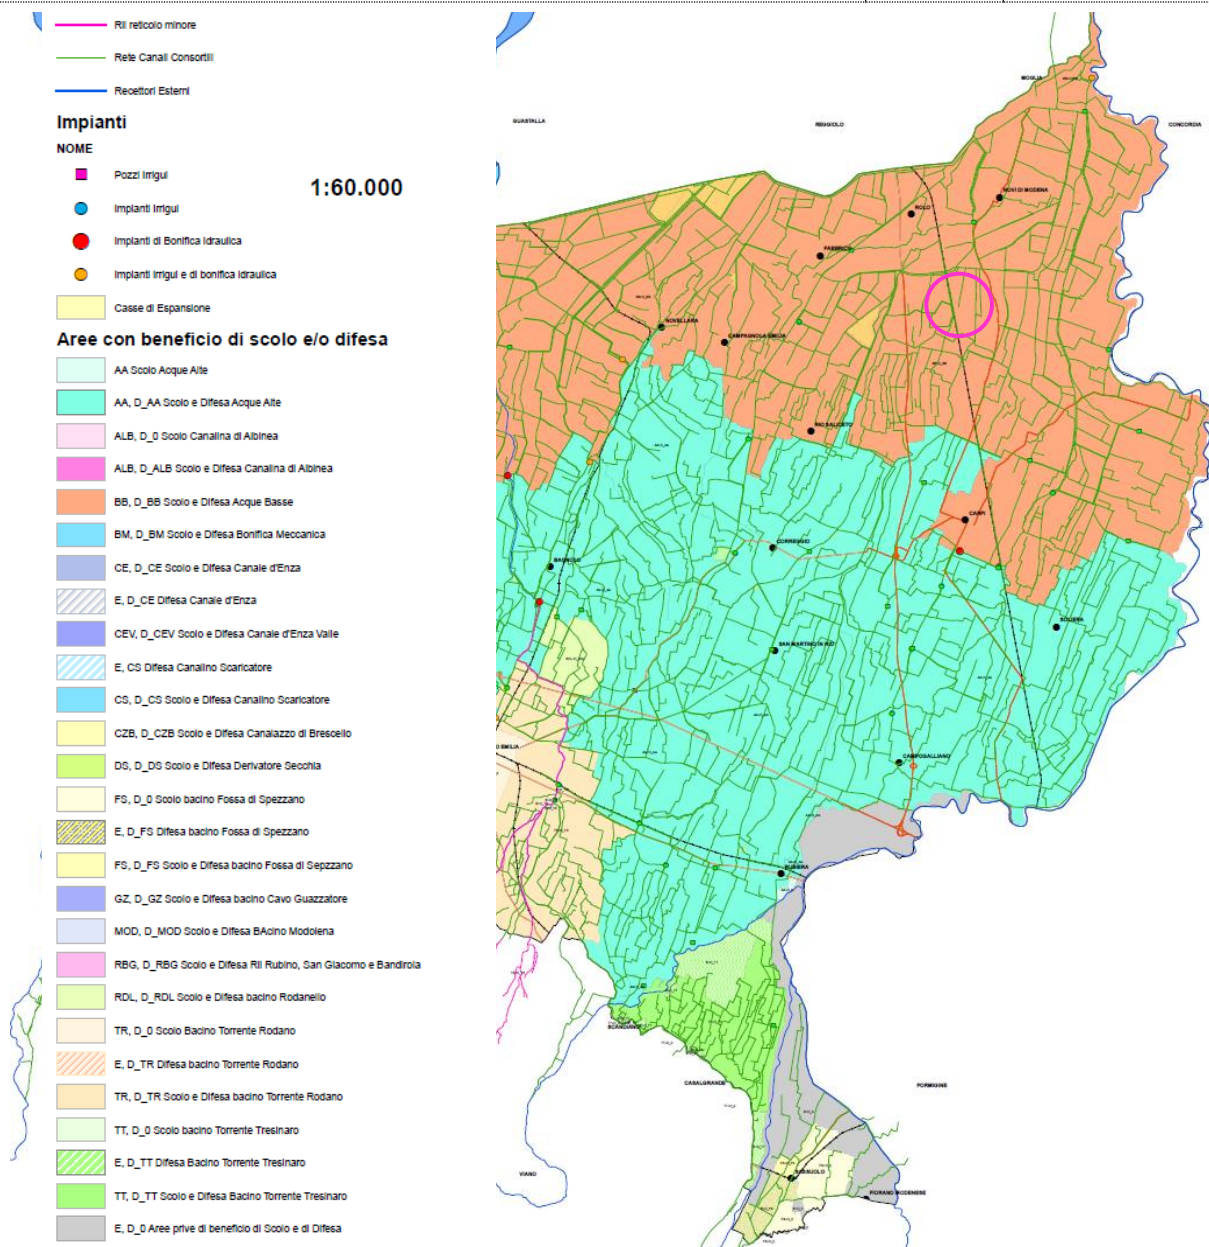 Rii reticolo minore
Rete Canali Consortili
Recettori Esterni
Impianti
NOME
Pozzi Irrigui
1:60.000
Impianti Irrigui
Impianti di Bonifica Idraulica
Impianti Irrigui e di bonifica idraulica
Casse di Espansione
Aree con beneficio di scolo e/o difesa
AA Scolo Acque Alte
AA, D_AA Scolo e Difesa Acque Alte
ALB, D_0 Scolo Canalina di Albinea
ALB, D_ALB Scolo e Difesa Canalina di Albinea
BB, D_BB Scolo e Difesa Acque Basse
BM, D_BM Scolo e Difesa Bonifica Meccanica
CE, D_CE Scolo e Difesa Canale d'Enza
E, D_CE Difesa Canale d'Enza
CEV, D_CEV Scolo e Difesa Canale d'Enza Valle
E, CS Difesa Canalino Scaricatore
CS, D_CS Scolo e Difesa Canalino Scaricatore
CZB, D_CZB Scolo e Difesa Canalazzo di Brescello
DS, D_DS Scolo e Difesa Derivatore Secchia
FS, D_0 Scolo bacino Fossa di Spezzano
E, D_FS Difesa bacino Fossa di Spezzano
FS, D_FS Scolo e Difesa bacino Fossa di Sepzzano
GZ, D_GZ Scolo e Difesa bacino Cavo Guazzatore
MOD, D_MOD Scolo e Difesa BAcino Modolena
RBG, D_RBG Scolo e Difesa Rii Rubino, San Giacomo e Bandirola
RDL, D_RDL Scolo e Difesa bacino Rodanello
TR, D_0 Scolo Bacino Torrente Rodano
E, D_TR Difesa bacino Torrente Rodano
TR, D_TR Scolo e Difesa bacino Torrente Rodano
TT, D_0 Scolo bacino Torrente Tresinaro
E, D_TT Difesa Bacino Torrente Tresinaro
TT, D_TT Scolo e Difesa Bacino Torrente Tresinaro
E, D_0 Aree prive di beneficio di Scolo e di Difesa
MOGLIA
GUASTALLA
REGGIOLO
CONCORDIA
NOVI DI MODENA
ROLO
FABBRICO
NOVELLARA
CAMPAGNOLA EMILIA
RIO SALICETO
CARPI
CORREGGIO
BAGNOLO
SOLIERA
SAN MARTINO IN RIO
O EMILIA
CAMPOGALLIANO
RUBIERA
SCANDIANO
CASALGRANDE
FORMIGINE
VIANO
SASSUOLO
FIORANO MODENESE